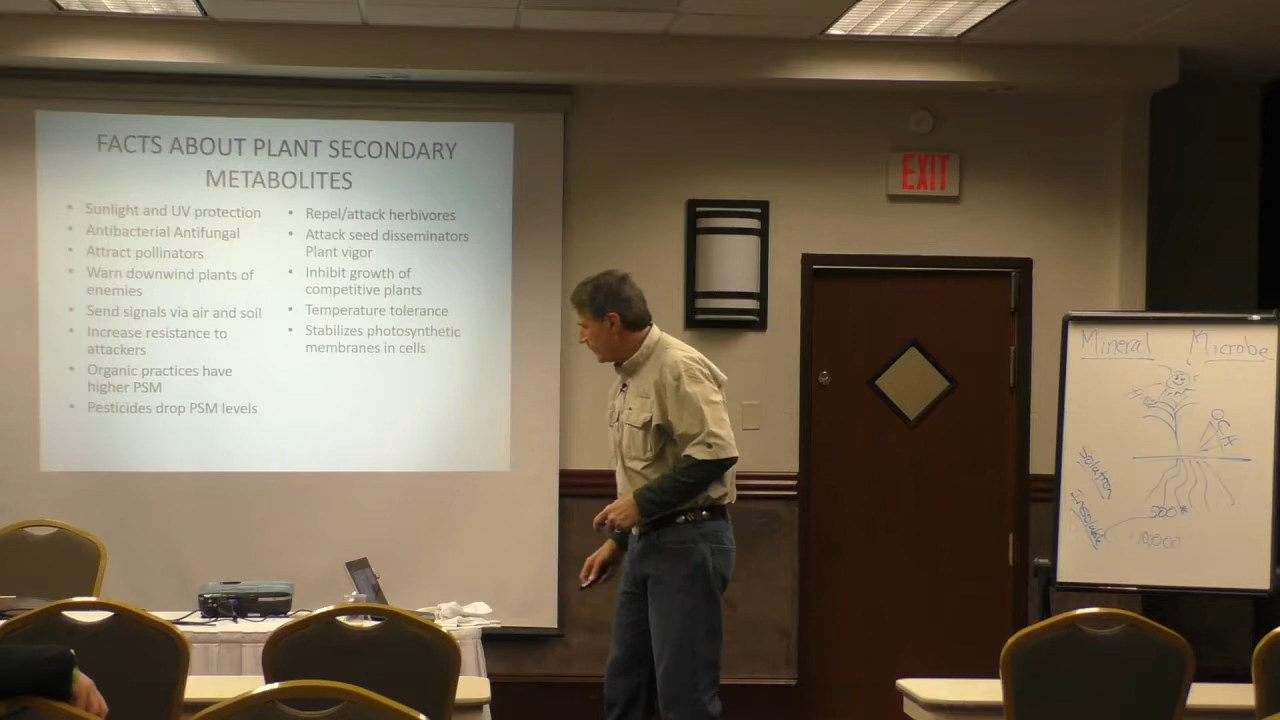 FACTS ABOUT PLANT SECONDARY
METABOLITES
• Sunlight and UV protection
• Antibacterial Antifungal
• Attract pollinators
• Warn downwind plants of
enemies
• Send signals via air and soil
• Increase resistance to
attackers
• Organic practices have
higher PSM
• Pesticides drop PSM levels
• Repel/attack herbivores
• Attack seed disseminators
Plant vigor
• Inhibit growth of
competitive plants
• Temperature tolerance
• Stabilizes photosynthetic
membranes in cells
EXIT
Mineral Microbe
Solution
500